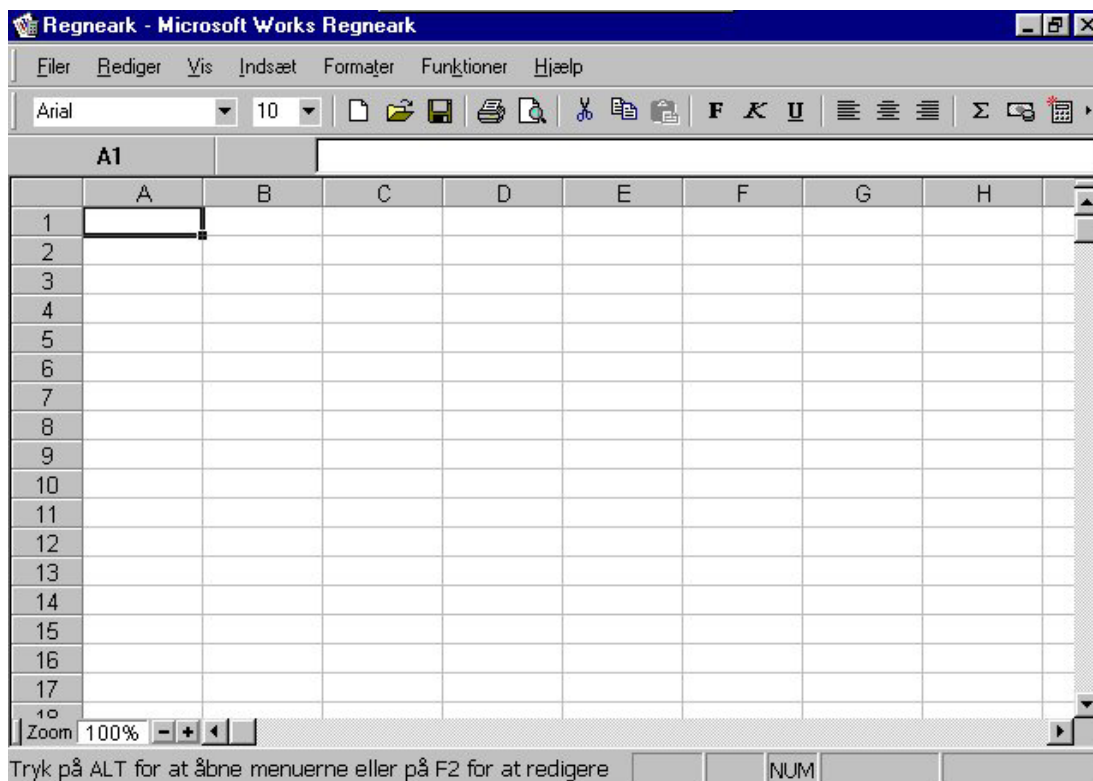 Regneark - Microsoft Works Regneark
Filer Rediger Vis Indsæt Formater Funktioner Hjælp
Arial 10 F K U Σ
A1
A B C D E F G H
1
2
3
4
5
6
7
8
9
10
11
12
13
14
15
16
17
18
Zoom 100%
Tryk på ALT for at åbne menuerne eller på F2 for at redigere NUM